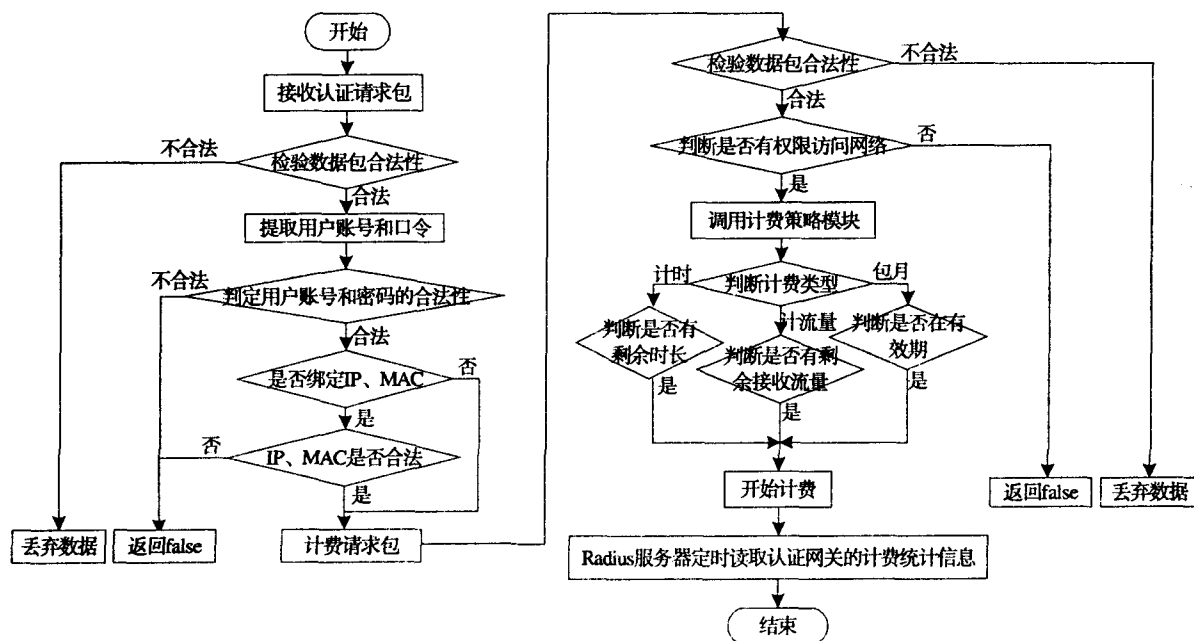 开始
接收认证请求包
不合法
检验数据包合法性
合法
提取用户账号和口令
不合法
判定用户账号和密码的合法性
合法
是否绑定IP、MAC
否
是
否
IP、MAC是否合法
是
丢弃数据
返回false
计费请求包
检验数据包合法性
不合法
合法
判断是否有权限访问网络
否
是
调用计费策略模块
计时
判断计费类型
包月
计流量
判断是否有
剩余时长
判断是否有剩
余接收流量
判断是否在有
效期
是
是
是
开始计费
返回false
丢弃数据
Radius服务器定时读取认证网关的计费统计信息
结束